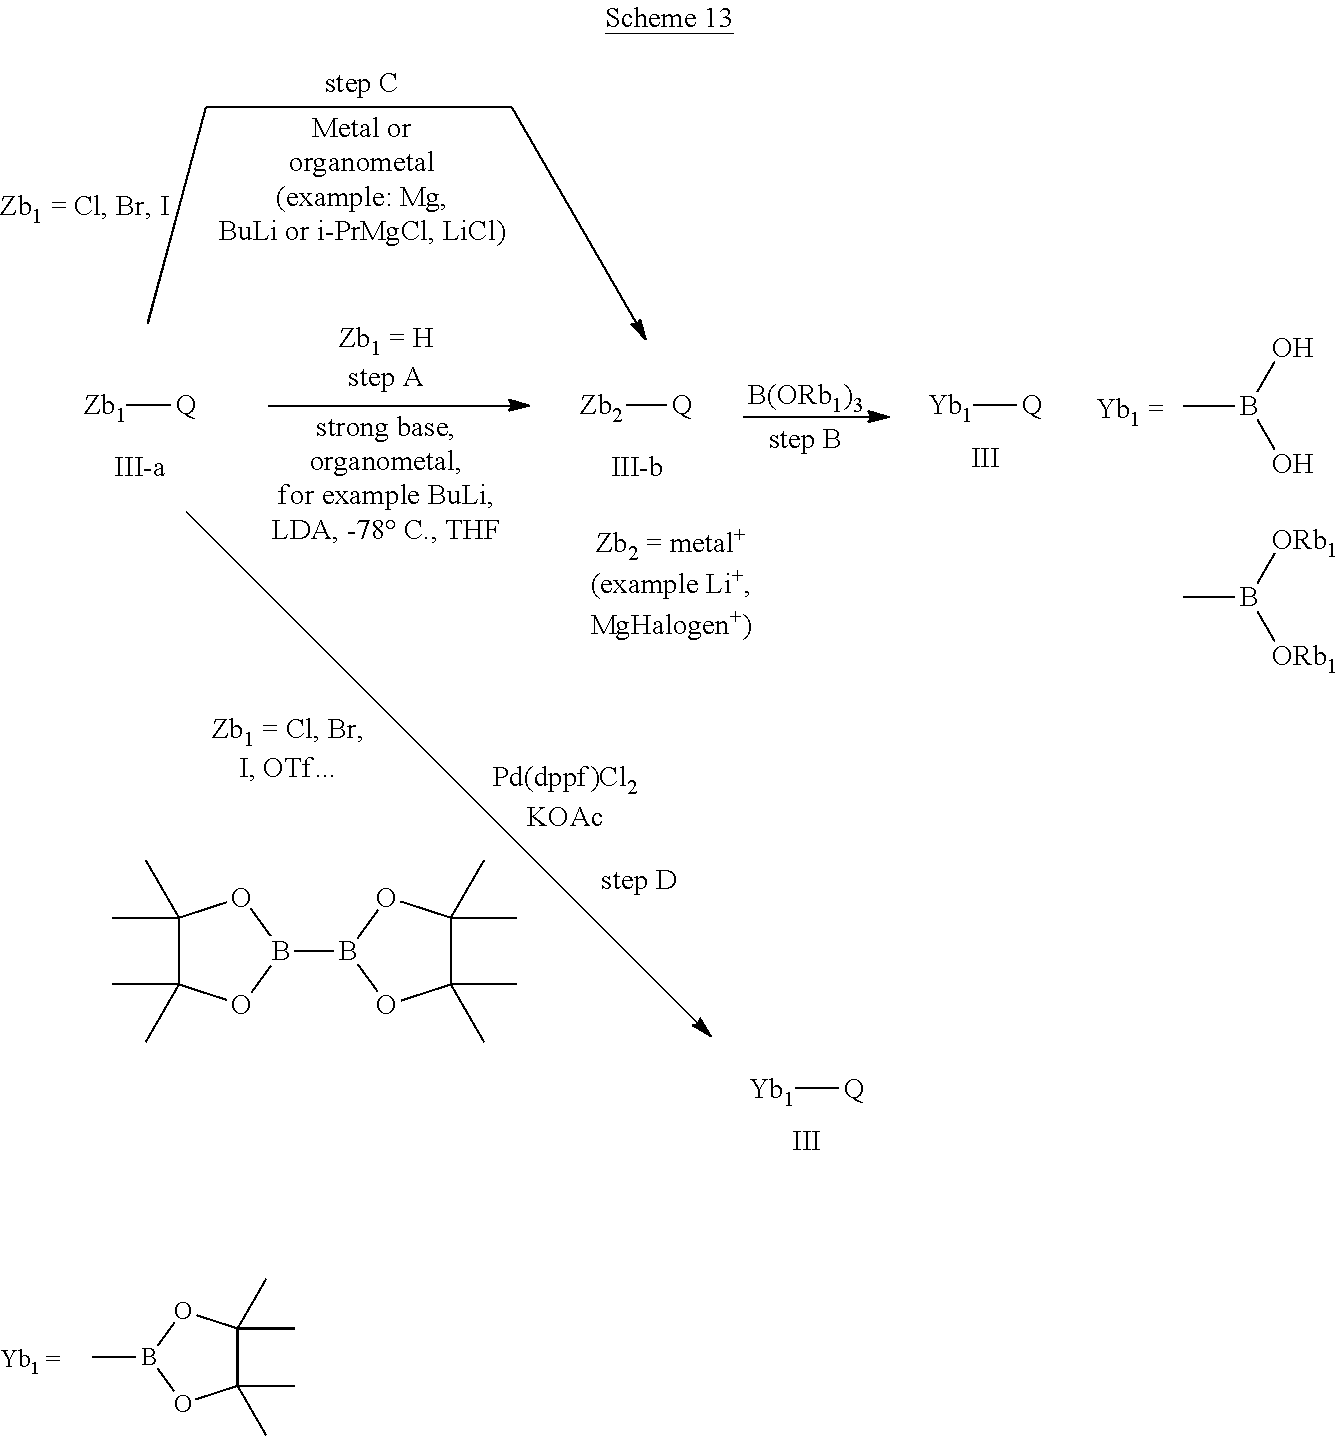 Scheme 13
step C
Metal or
organometal
(example: Mg,
BuLi or i-PrMgCl, LiCl)
Zb1 = Cl, Br, I
Zb1 = H
step A
Zb1—Q
III-a
strong base,
organometal,
for example BuLi,
LDA, -78° C., THF
Zb2—Q
III-b
Zb2 = metal+
(example Li+,
MgHalogen+)
B(ORb1)3
step B
Yb1—Q
III
Yb1 =
OH
B
OH
ORb1
B
ORb1
Zb1 = Cl, Br,
I, OTf...
Pd(dppf)Cl2
KOAc
step D
O O
B—B
O O
Yb1—Q
III
O
Yb1 = —B
O